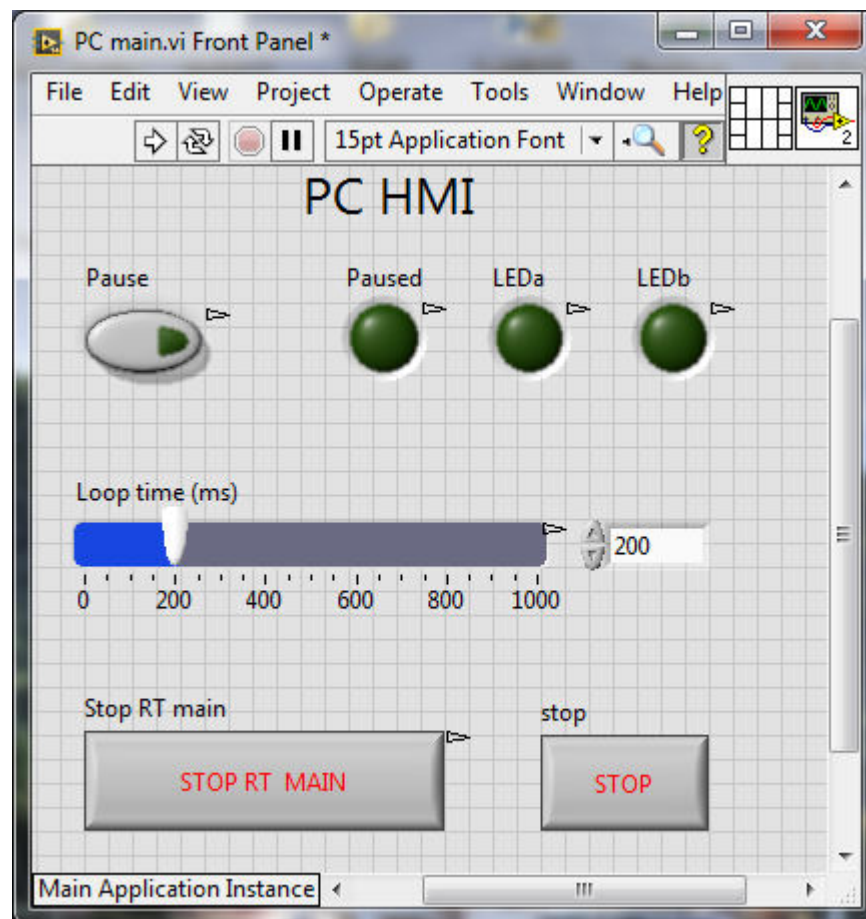 PC main.vi Front Panel *
File Edit View Project Operate Tools Window Help
15pt Application Font
2
PC HMI
Pause Paused LEDa LEDb
Loop time (ms)
200
0 200 400 600 800 1000
Stop RT main stop
STOP RT MAIN STOP
Main Application Instance